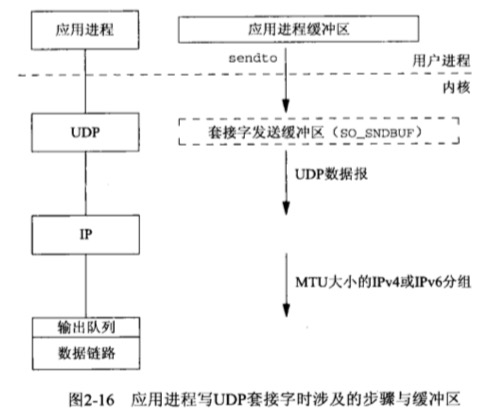 应用进程
应用进程缓冲区
sendto
用户进程
内核
UDP
套接字发送缓冲区（SO_SNDBUF）
UDP数据报
IP
MTU大小的IPv4或IPv6分组
输出队列
数据链路
图2-16 应用进程写UDP套接字时涉及的步骤与缓冲区